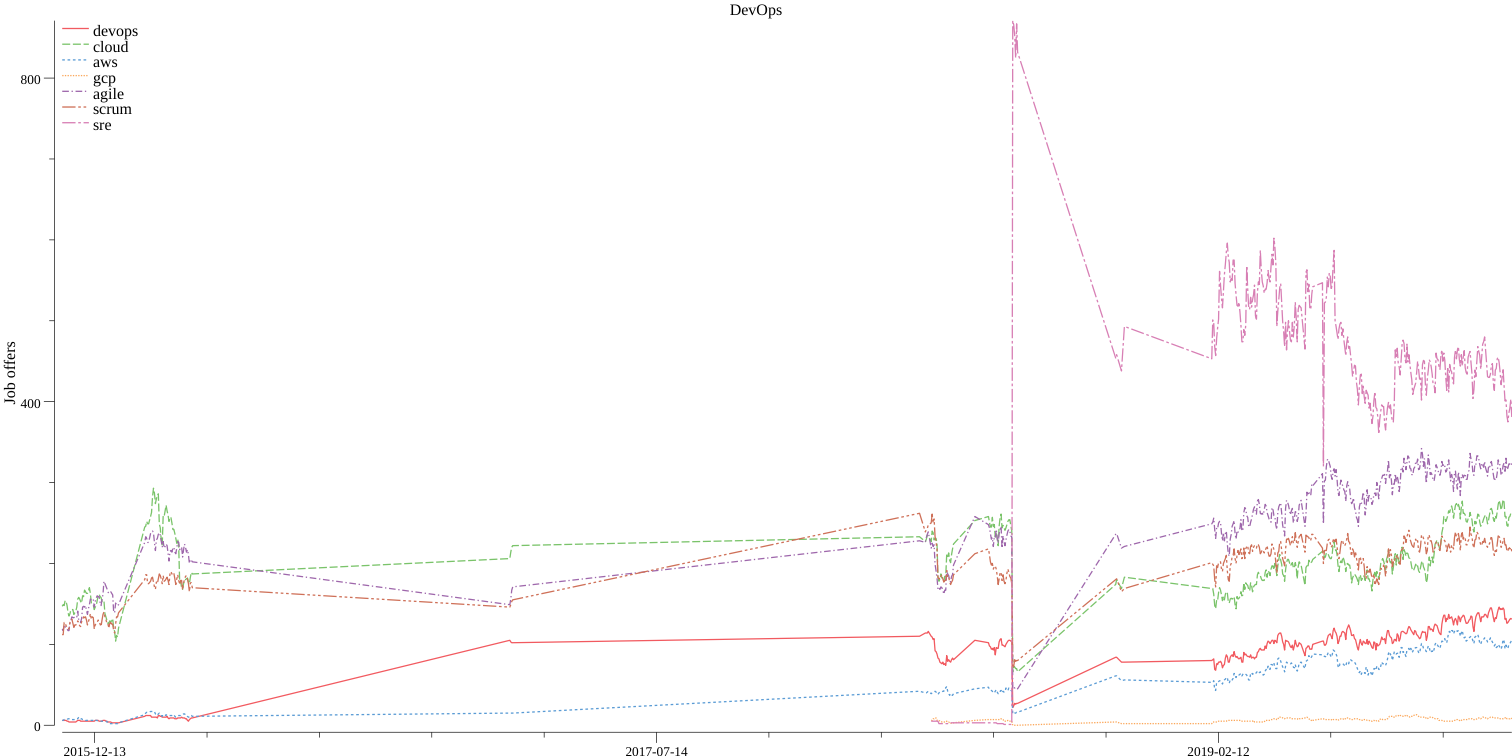 DevOps
devops
cloud
aws
gcp
agile
scrum
sre
800
400
0
Job offers
2015-12-13
2017-07-14
2019-02-12